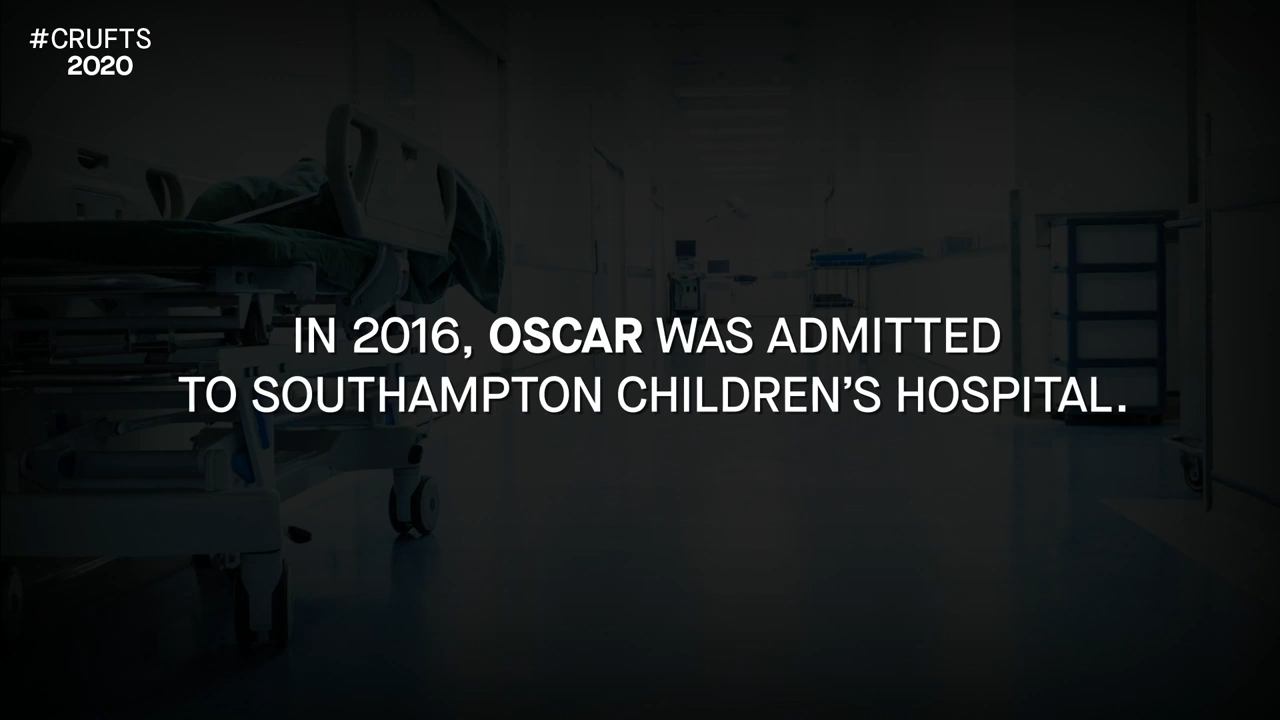 #CRUFTS
2020
IN 2016, OSCAR WAS ADMITTED
TO SOUTHAMPTON CHILDREN’S HOSPITAL.